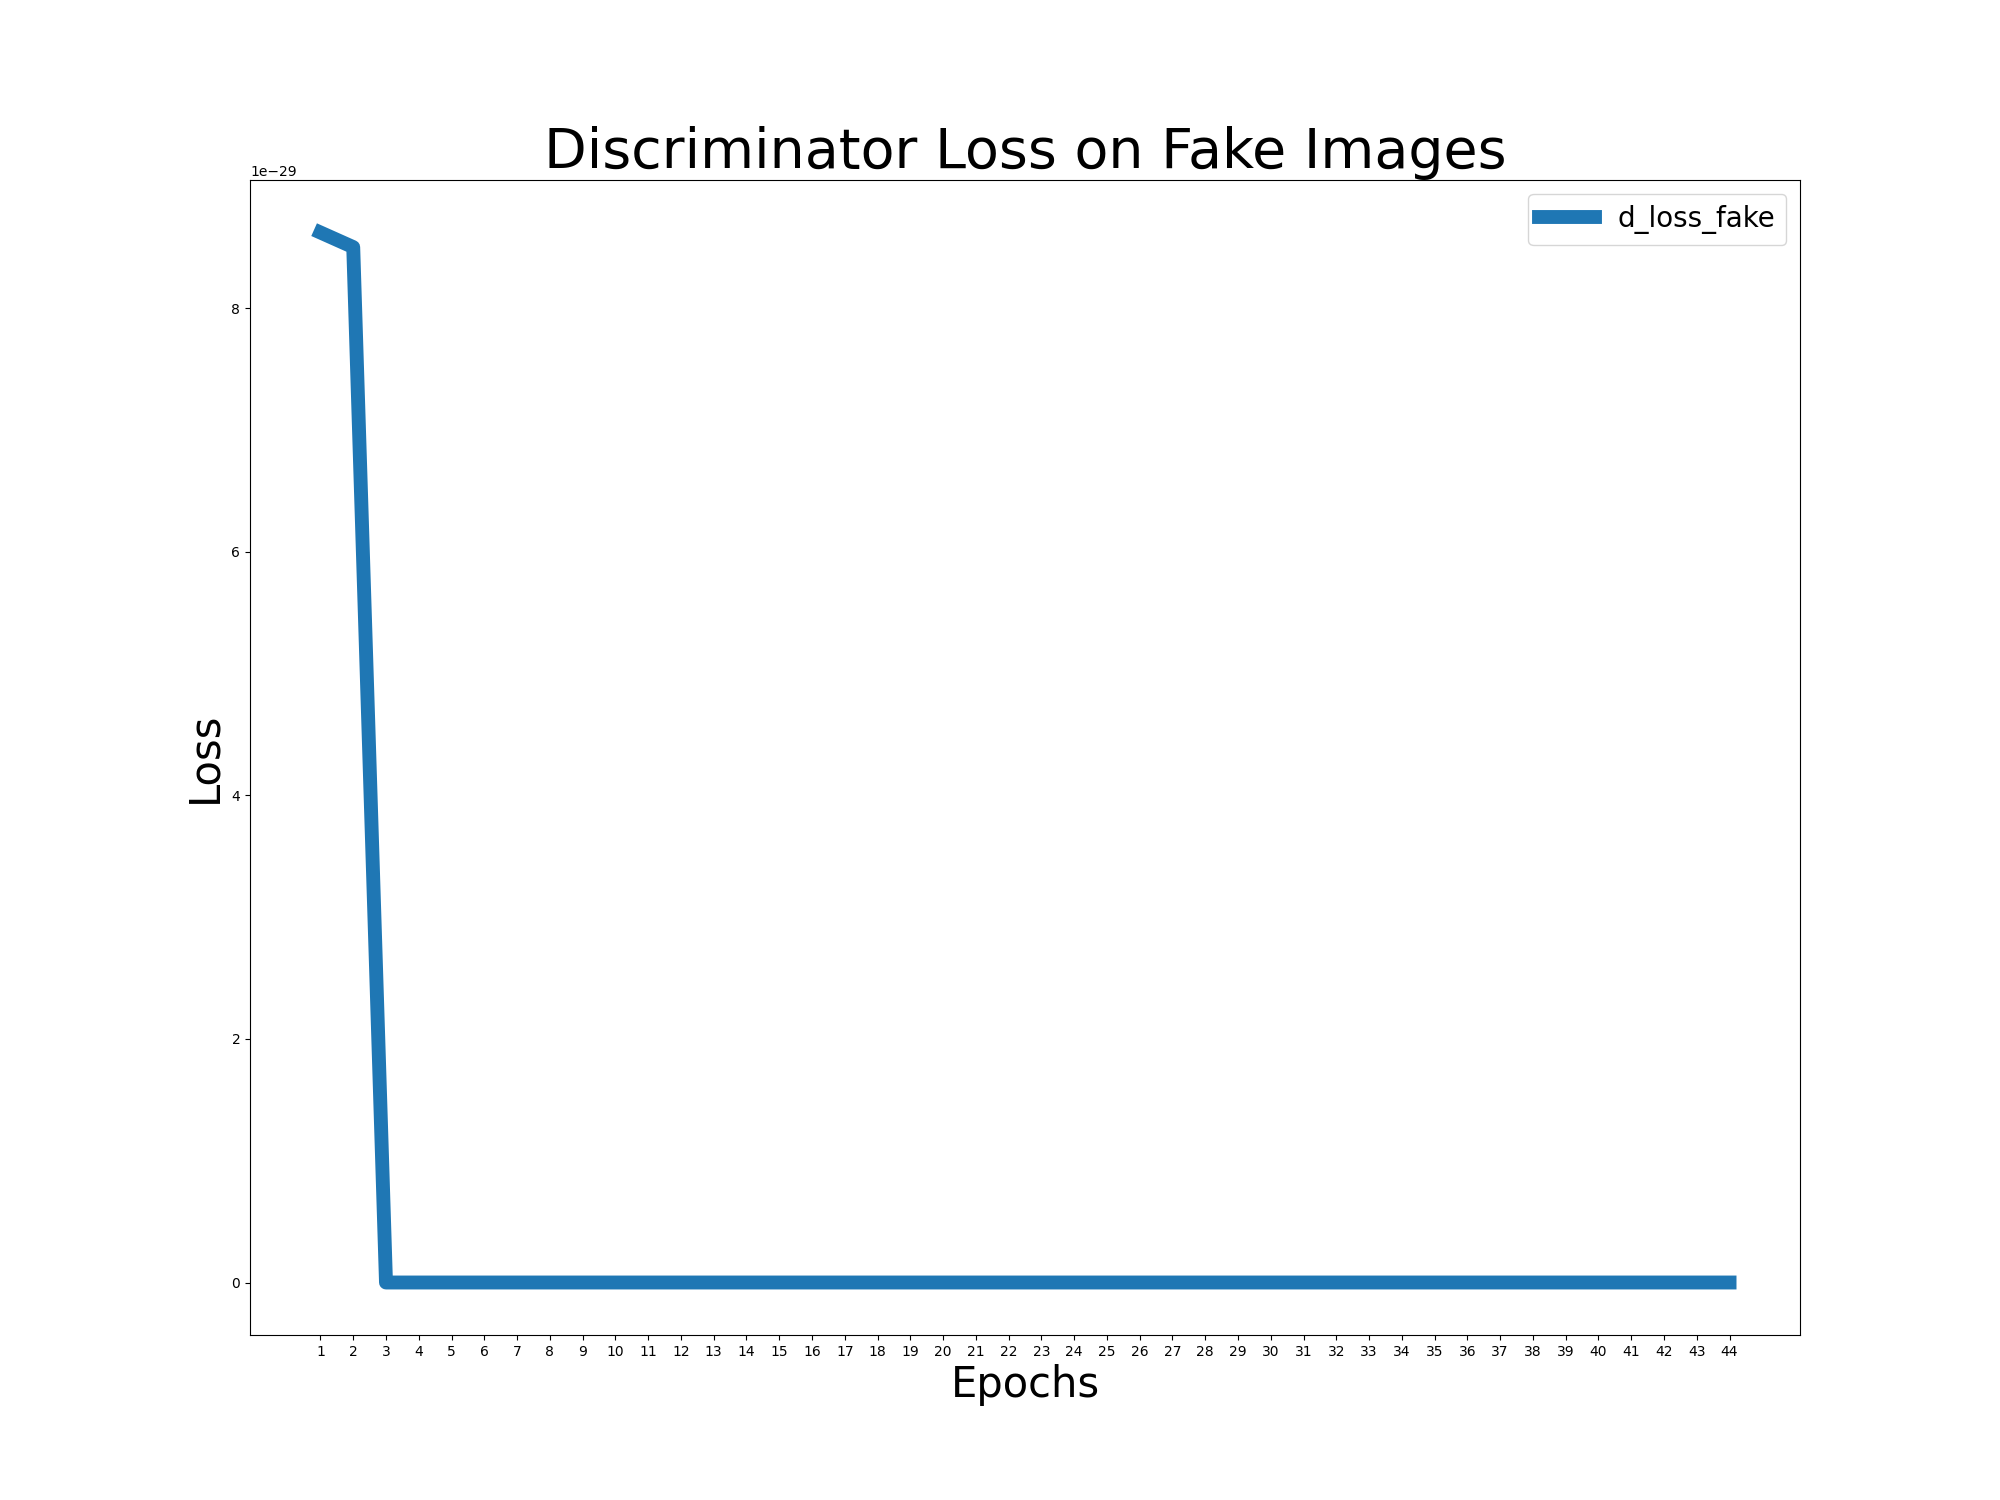 Discriminator Loss on Fake Images
1e−29
d_loss_fake
8
6
4
2
0
Loss
1 2 3 4 5 6 7 8 9 10 11 12 13 14 15 16 17 18 19 20 21 22 23 24 25 26 27 28 29 30 31 32 33 34 35 36 37 38 39 40 41 42 43 44
Epochs